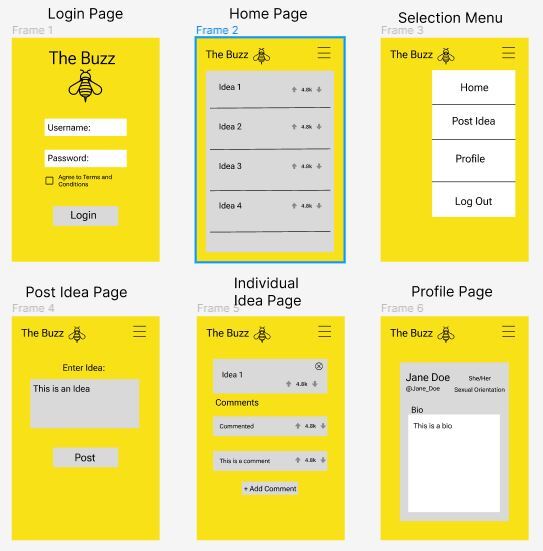 Login Page
Frame 1
The Buzz
Username:
Password:
Agree to Terms and
Conditions
Login
Home Page
Frame 2
The Buzz
Idea 1
4.8k
Idea 2
4.8k
Idea 3
4.8k
Idea 4
4.8k
Selection Menu
Frame 3
The Buzz
Home
Post Idea
Profile
Log Out
Post Idea Page
Frame 4
The Buzz
Enter Idea:
This is an Idea
Post
Individual
Idea Page
Frame 5
The Buzz
Idea 1
4.8k
Comments
Commented
4.8k
This is a comment
4.8k
+ Add Comment
Profile Page
Frame 6
The Buzz
Jane Doe
She/Her
@Jane_Doe
Sexual Orientation
Bio
This is a bio